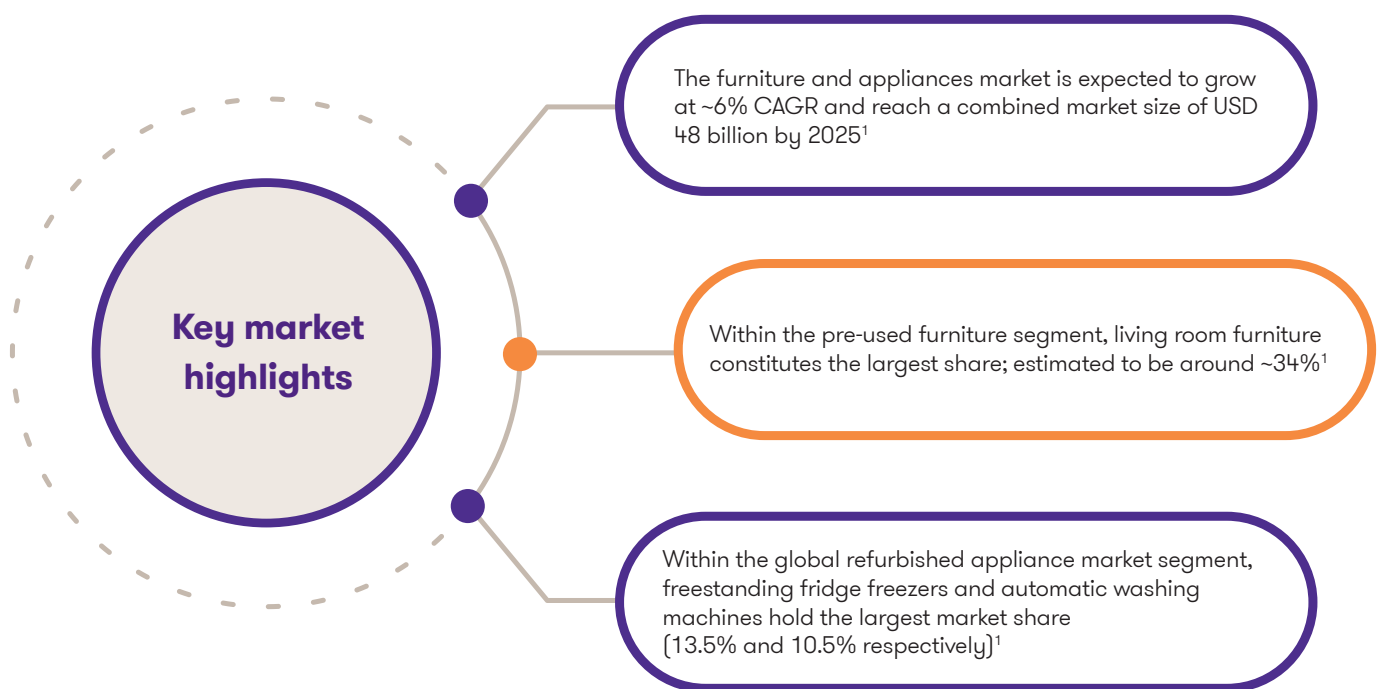 Key market
highlights
The furniture and appliances market is expected to grow
at ~6% CAGR and reach a combined market size of USD
48 billion by 2025¹
Within the pre-used furniture segment, living room furniture
constitutes the largest share; estimated to be around ~34%¹
Within the global refurbished appliance market segment,
freestanding fridge freezers and automatic washing
machines hold the largest market share
(13.5% and 10.5% respectively)¹